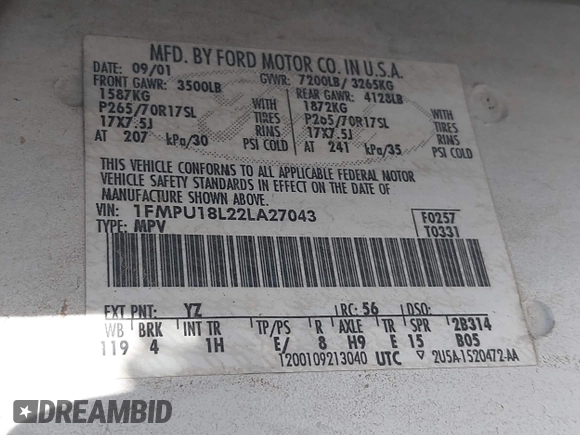 MFD. BY FORD MOTOR CO. IN U.S.A.
DATE: 09/01 GVWR: 7200LB/ 3265KG
FRONT GAWR: 3500LB REAR GAWR: 4128LB
1587KG WITH 1872KG WITH
P265/70R17SL TIRES P265/70R17SL TIRES
17X7.5J RIMS 17X7.5J RIMS
AT 207 kPa/30 PSI COLD AT 241 kPa/35 PSI COLD
THIS VEHICLE CONFORMS TO ALL APPLICABLE FEDERAL MOTOR
VEHICLE SAFETY STANDARDS IN EFFECT ON THE DATE OF
MANUFACTURE SHOWN ABOVE.
VIN: 1FMPU18L22LA27043 F0257
TYPE: MPV T0331
EXT PNT: YZ RC: 56 DSO:
WB BRK INT TR TP/PS R AXLE TR SPR 2B314
119 4 1H E/ 8 H9 E 15 B05
1200109213040 UTC ▽ 2U5A-1520472-AA
DREAMBID